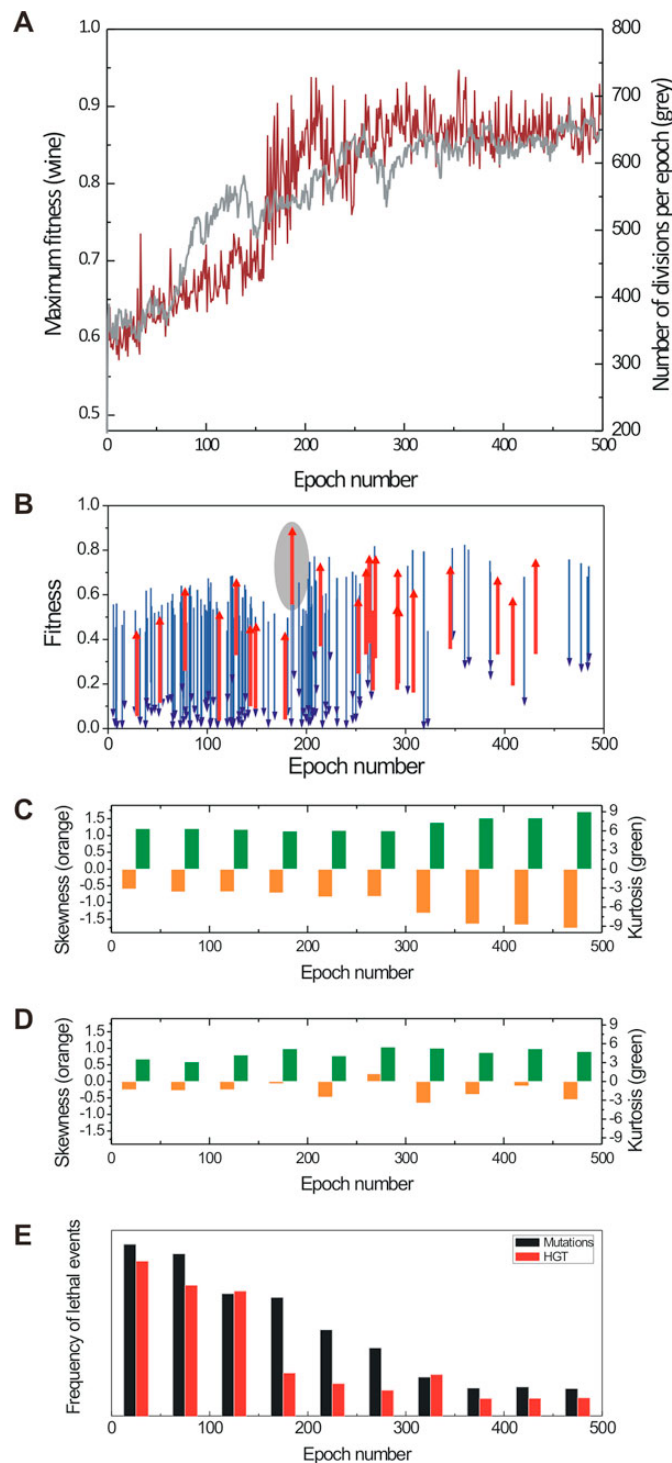 A
1.0
0.9
0.8
0.7
0.6
0.5
Maximum fitness (wine)
800
700
600
500
400
300
200
Number of divisions per epoch (grey)
0 100 200 300 400 500
Epoch number
B
1.0
0.8
0.6
0.4
0.2
0.0
Fitness
0 100 200 300 400 500
Epoch number
C
Skewness (orange)
1.5
1.0
0.5
0.0
-0.5
-1.0
-1.5
9
6
3
0
-3
-6
-9
Kurtosis (green)
0 100 200 300 400 500
Epoch number
D
Skewness (orange)
1.5
1.0
0.5
0.0
-0.5
-1.0
-1.5
9
6
3
0
-3
-6
-9
Kurtosis (green)
0 100 200 300 400 500
Epoch number
E
Frequency of lethal events
Mutations
HGT
0 100 200 300 400 500
Epoch number